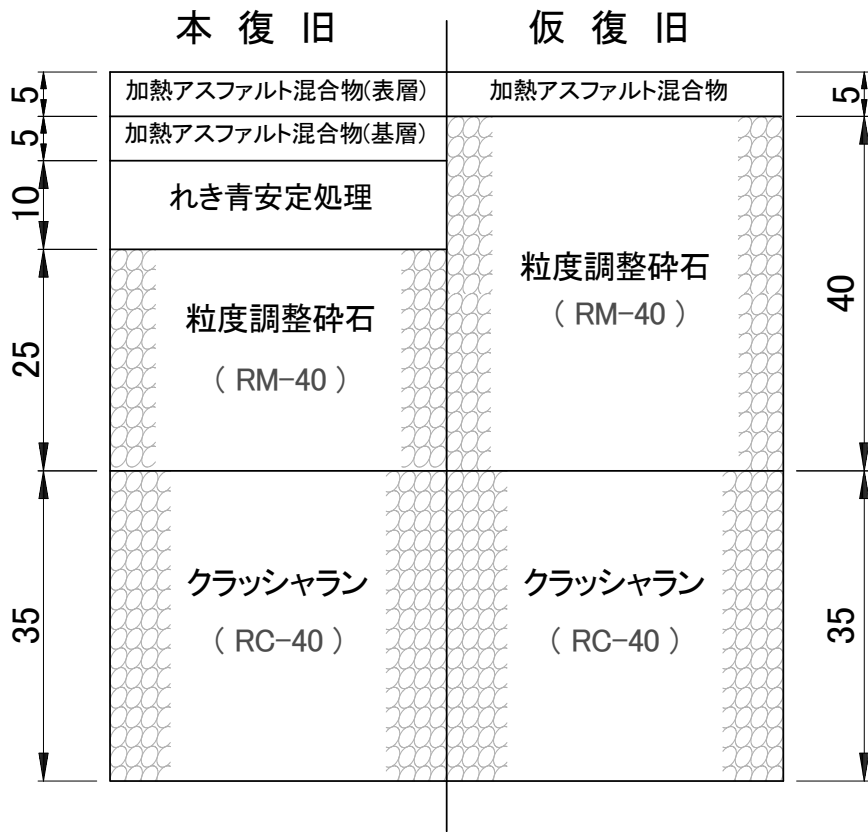 本 復 旧
仮 復 旧
5
加熱アスファルト混合物(表層)
加熱アスファルト混合物
5
5
加熱アスファルト混合物(基層)
10
れき青安定処理
粒度調整砕石
( RM-40 )
40
25
粒度調整砕石
( RM-40 )
35
クラッシャラン
( RC-40 )
クラッシャラン
( RC-40 )
35